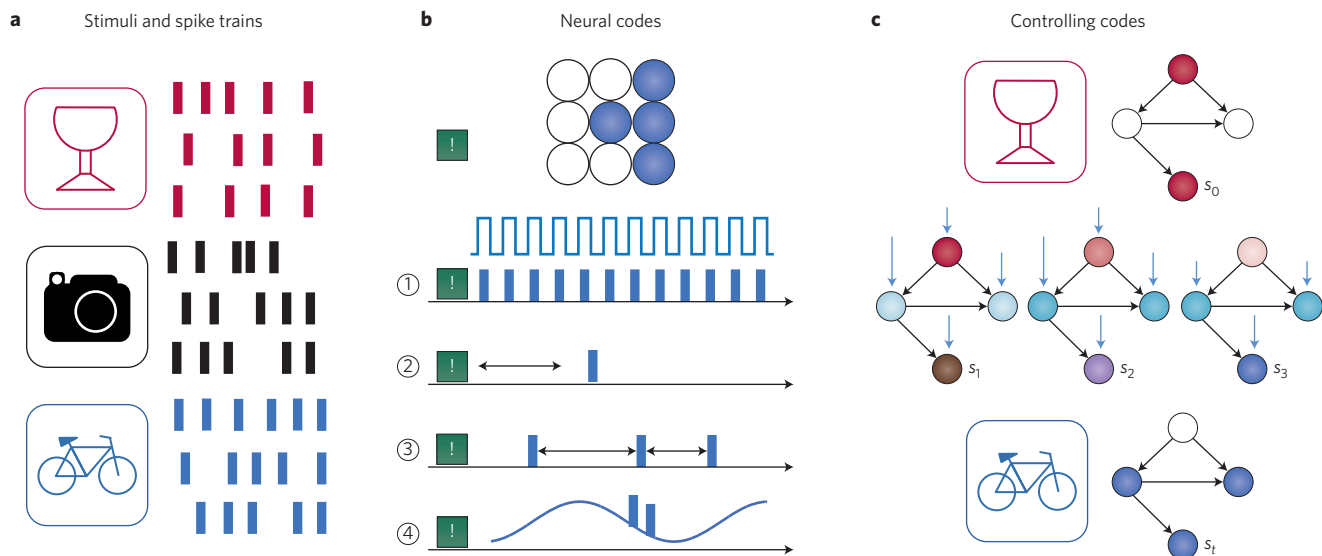 a Stimuli and spike trains
b Neural codes
!
① !
② !
③ !
④ !
c Controlling codes
s0
s1 s2 s3
st